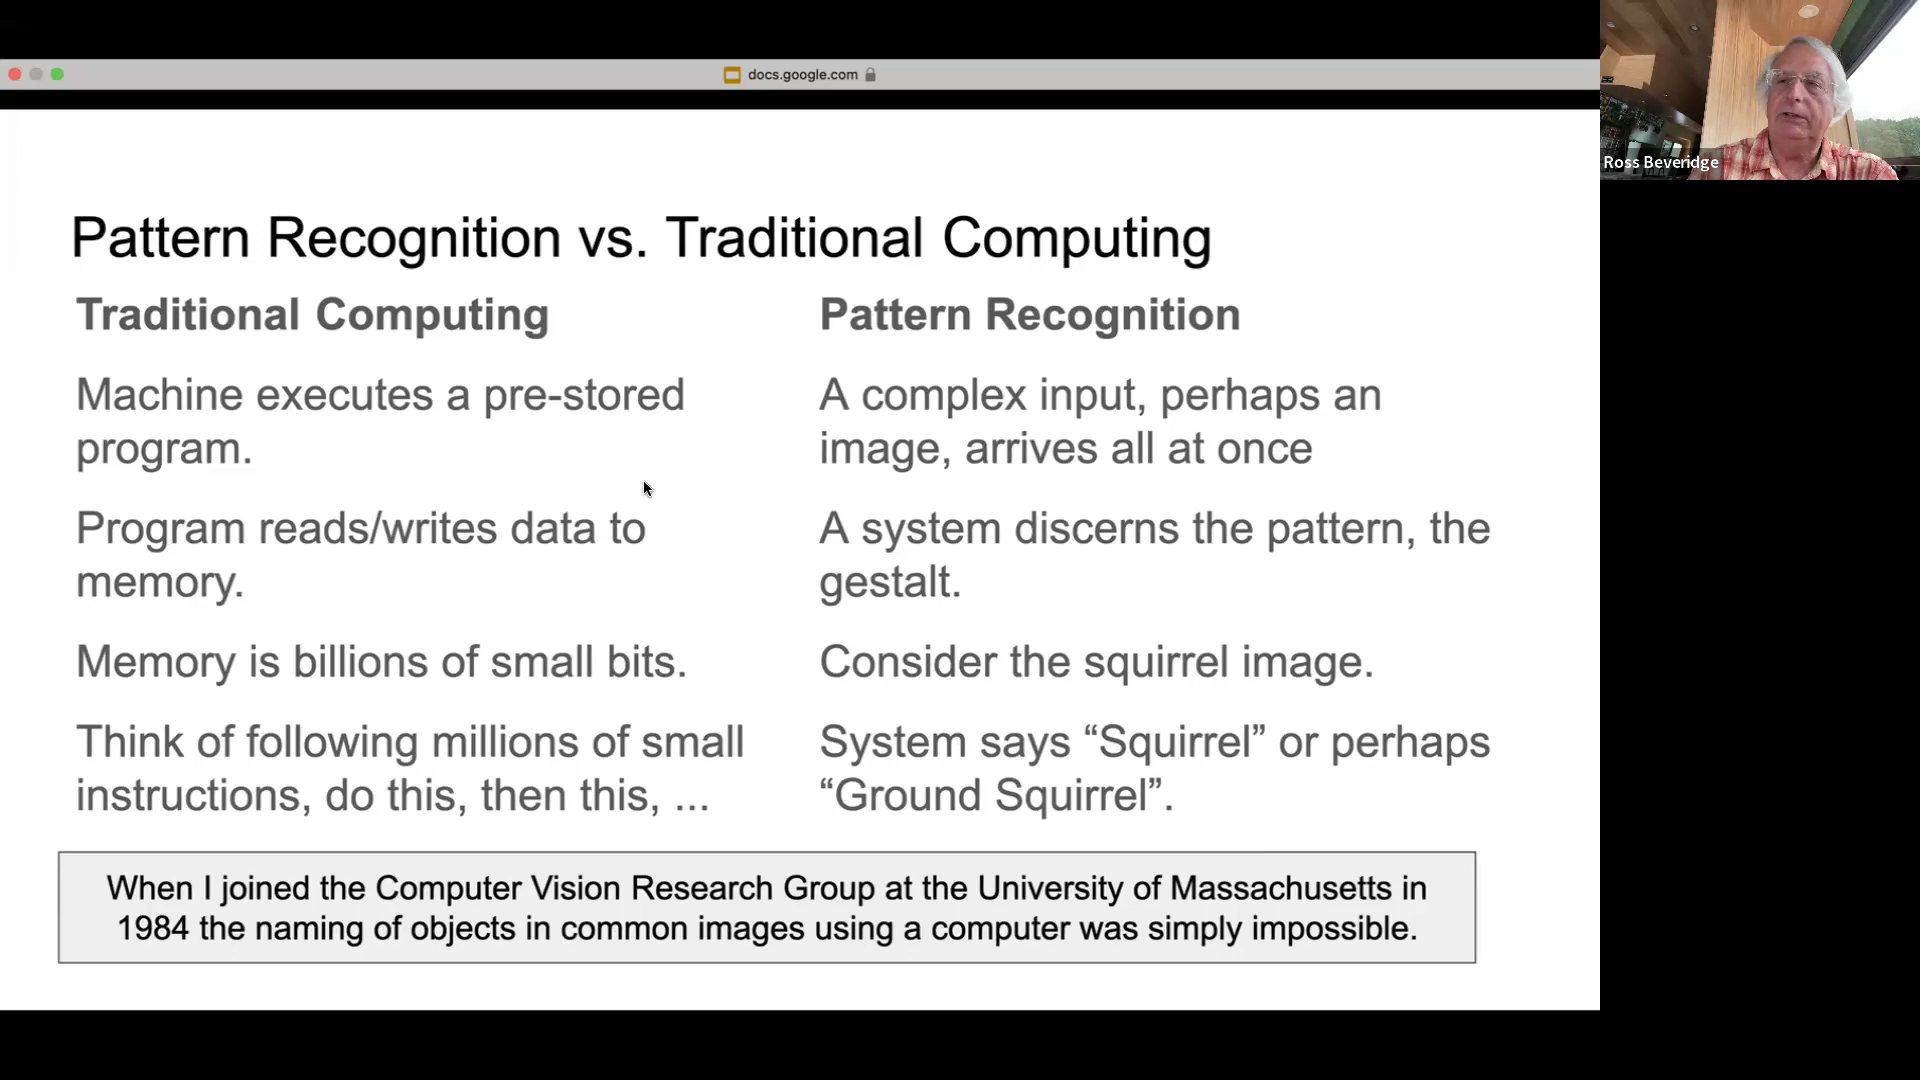 docs.google.com
Ross Beveridge
Pattern Recognition vs. Traditional Computing
Traditional Computing
Machine executes a pre-stored
program.
Program reads/writes data to
memory.
Memory is billions of small bits.
Think of following millions of small
instructions, do this, then this, ...
Pattern Recognition
A complex input, perhaps an
image, arrives all at once
A system discerns the pattern, the
gestalt.
Consider the squirrel image.
System says “Squirrel” or perhaps
“Ground Squirrel”.
When I joined the Computer Vision Research Group at the University of Massachusetts in
1984 the naming of objects in common images using a computer was simply impossible.